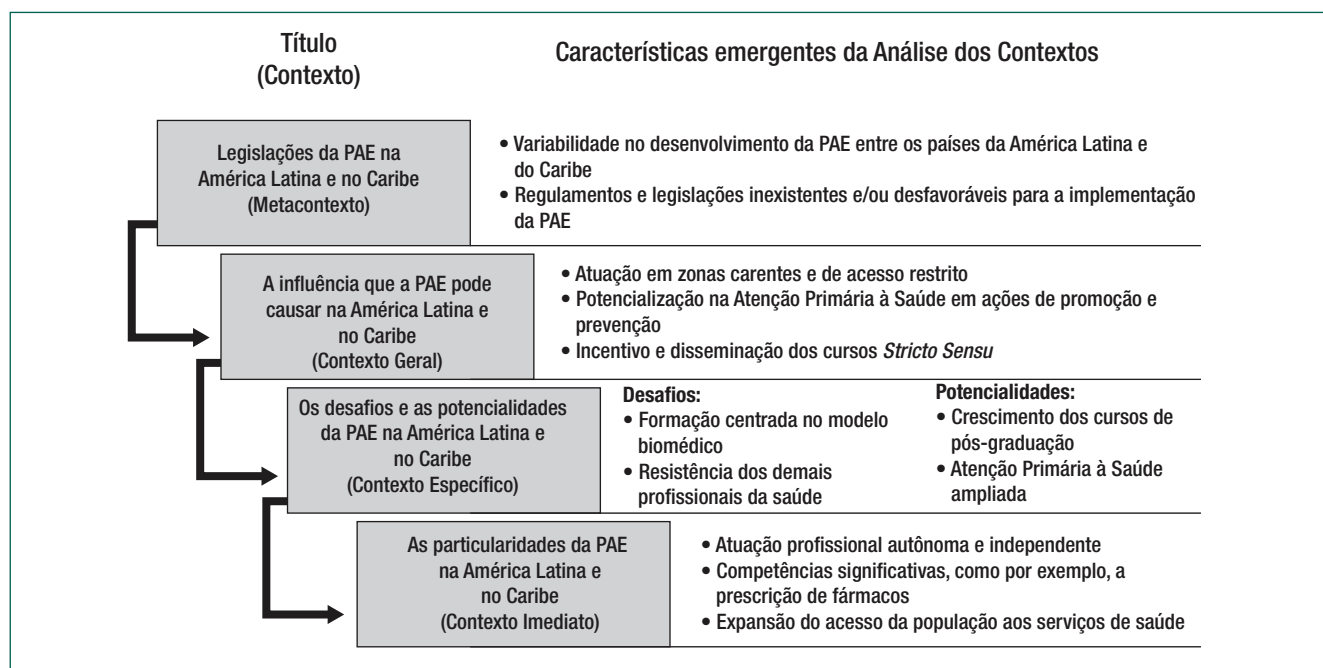 Título
(Contexto)
Características emergentes da Análise dos Contextos
Legislações da PAE na
América Latina e no Caribe
(Metacontexto)
• Variabilidade no desenvolvimento da PAE entre os países da América Latina e
do Caribe
• Regulamentos e legislações inexistentes e/ou desfavoráveis para a implementação
da PAE
A influência que a PAE pode
causar na América Latina e
no Caribe
(Contexto Geral)
• Atuação em zonas carentes e de acesso restrito
• Potencialização na Atenção Primária à Saúde em ações de promoção e
prevenção
• Incentivo e disseminação dos cursos Stricto Sensu
Os desafios e as potencialidades
da PAE na América Latina e
no Caribe
(Contexto Específico)
Desafios:
• Formação centrada no modelo
biomédico
• Resistência dos demais
profissionais da saúde
Potencialidades:
• Crescimento dos cursos de
pós-graduação
• Atenção Primária à Saúde
ampliada
As particularidades da PAE
na América Latina e
no Caribe
(Contexto Imediato)
• Atuação profissional autônoma e independente
• Competências significativas, como por exemplo, a
prescrição de fármacos
• Expansão do acesso da população aos serviços de saúde